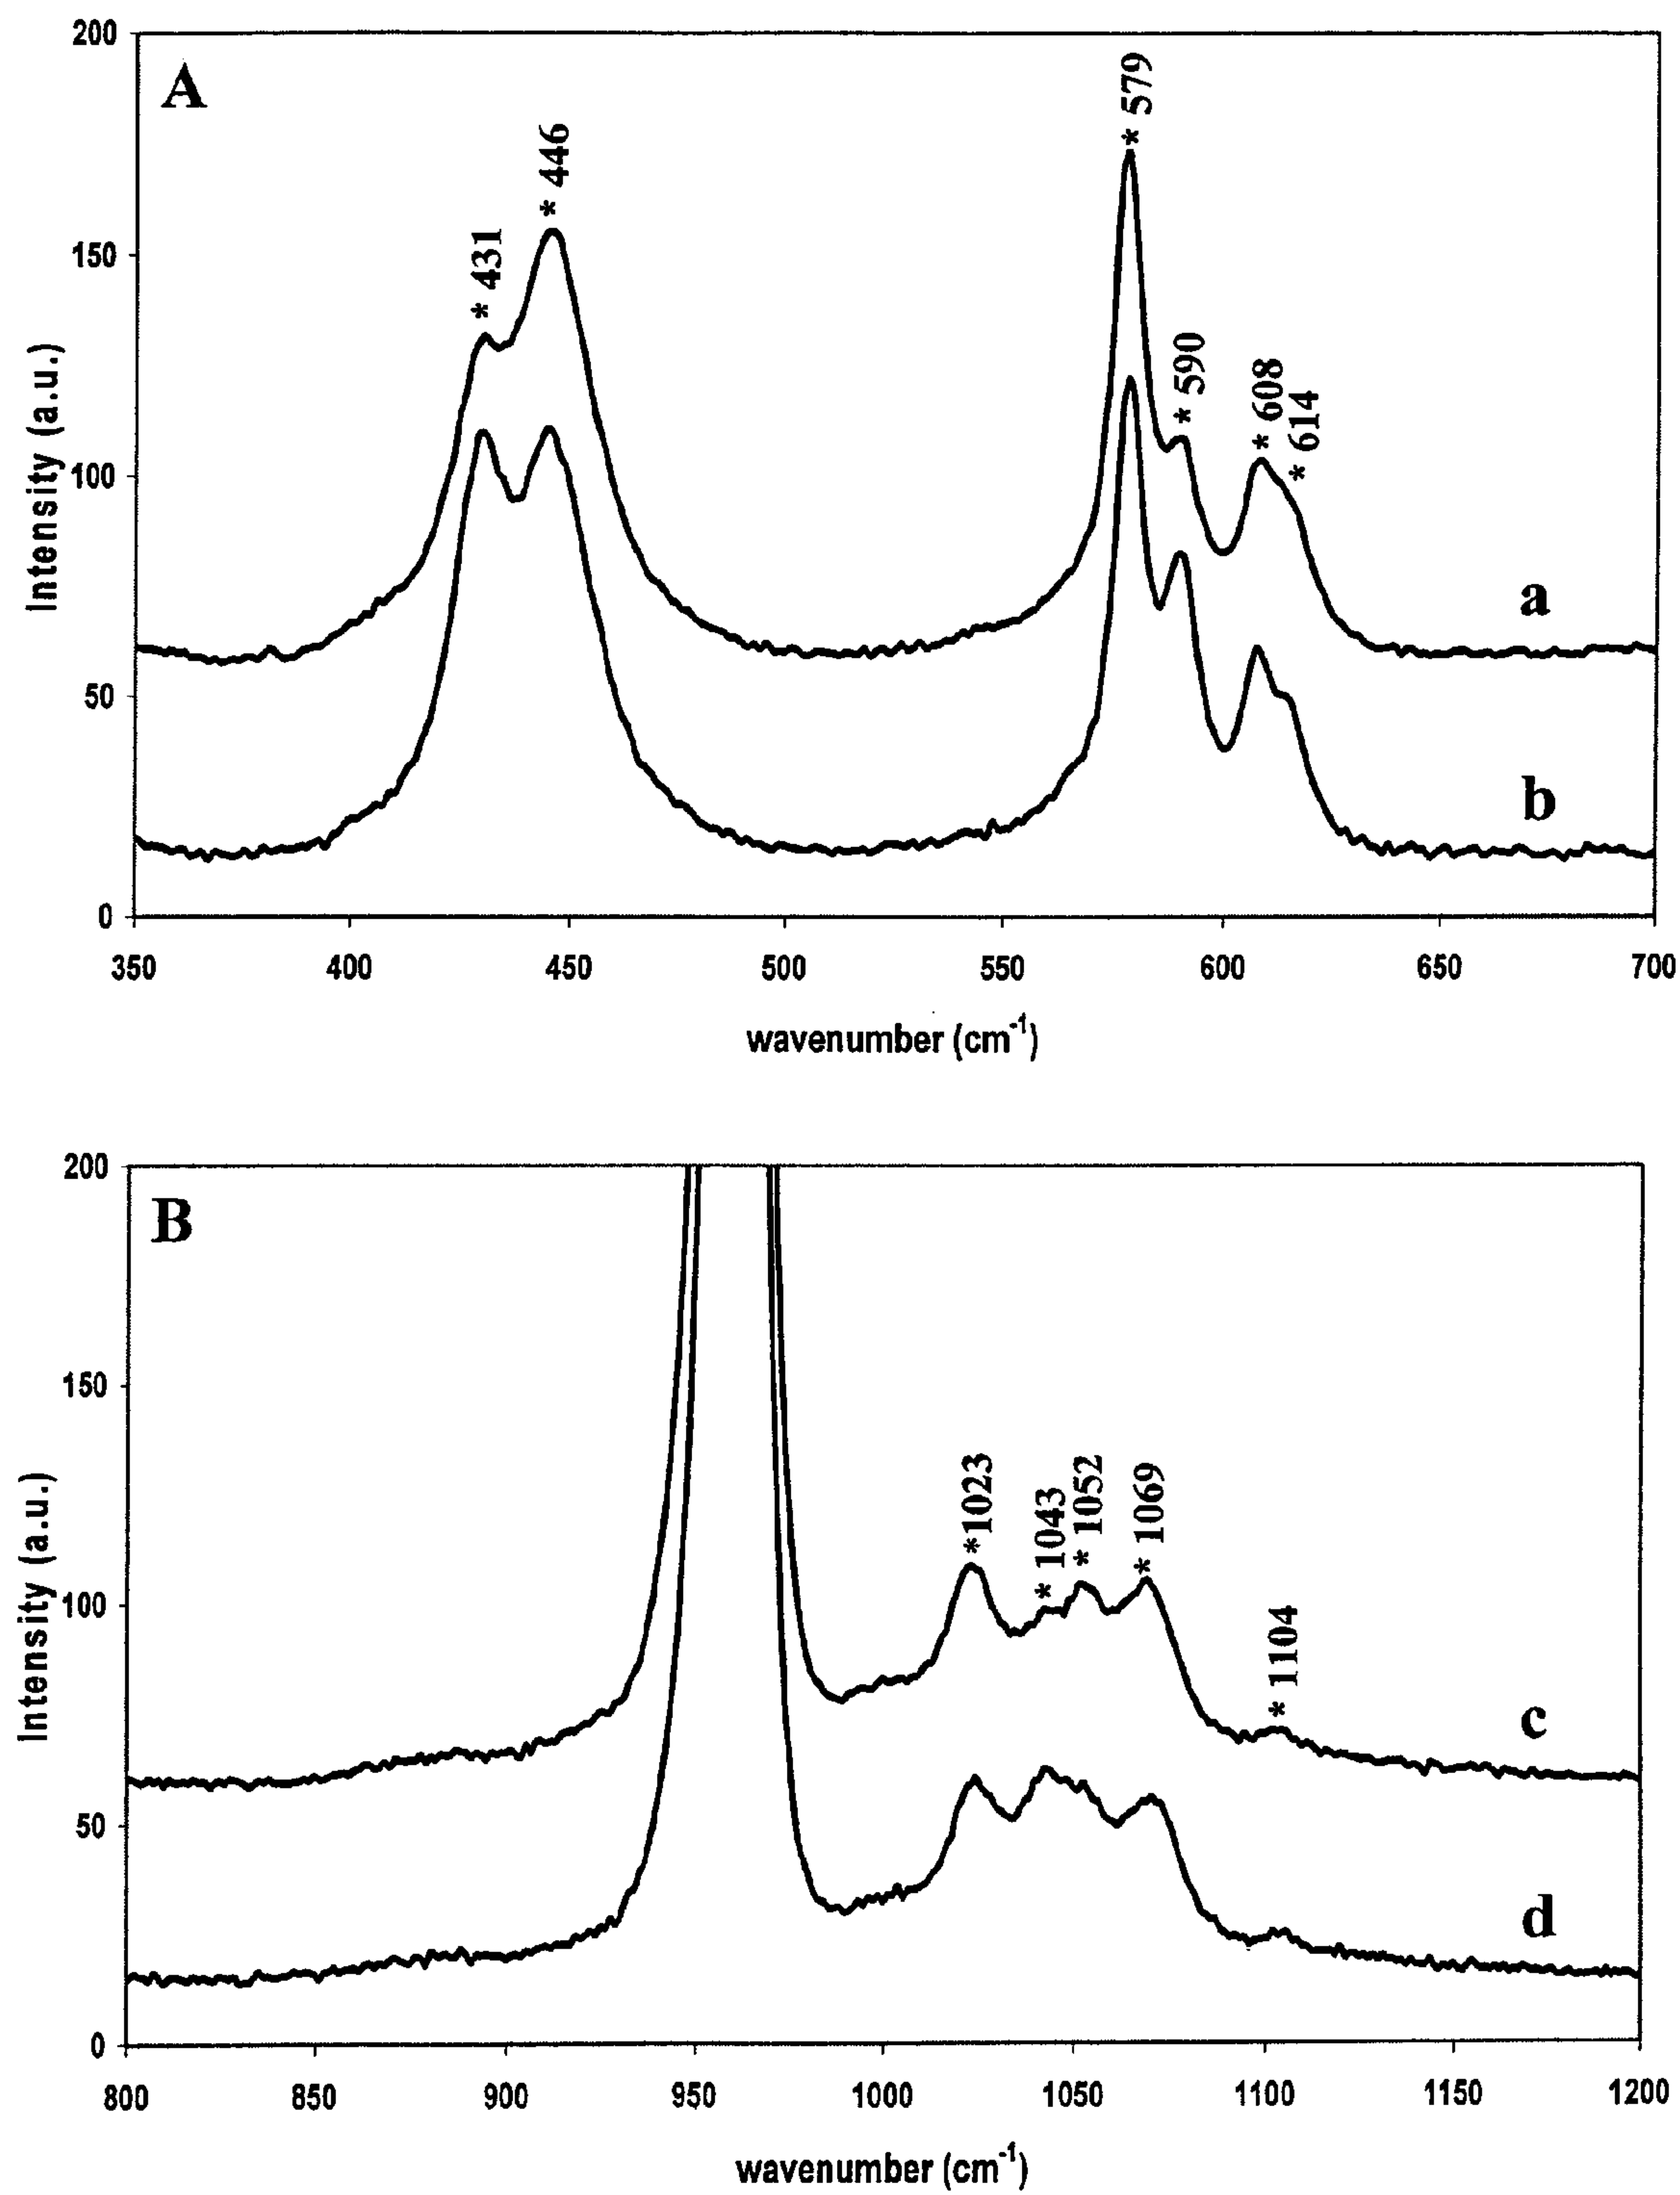 A
200
150
100
50
0
Intensity (a.u.)
* 431
* 446
* 579
* 590
* 608
* 614
a
b
350 400 450 500 550 600 650 700
wavenumber (cm⁻¹)
B
200
150
100
50
0
Intensity (a.u.)
*1023
* 1043
* 1052
* 1069
* 1104
c
d
800 850 900 950 1000 1050 1100 1150 1200
wavenumber (cm⁻¹)